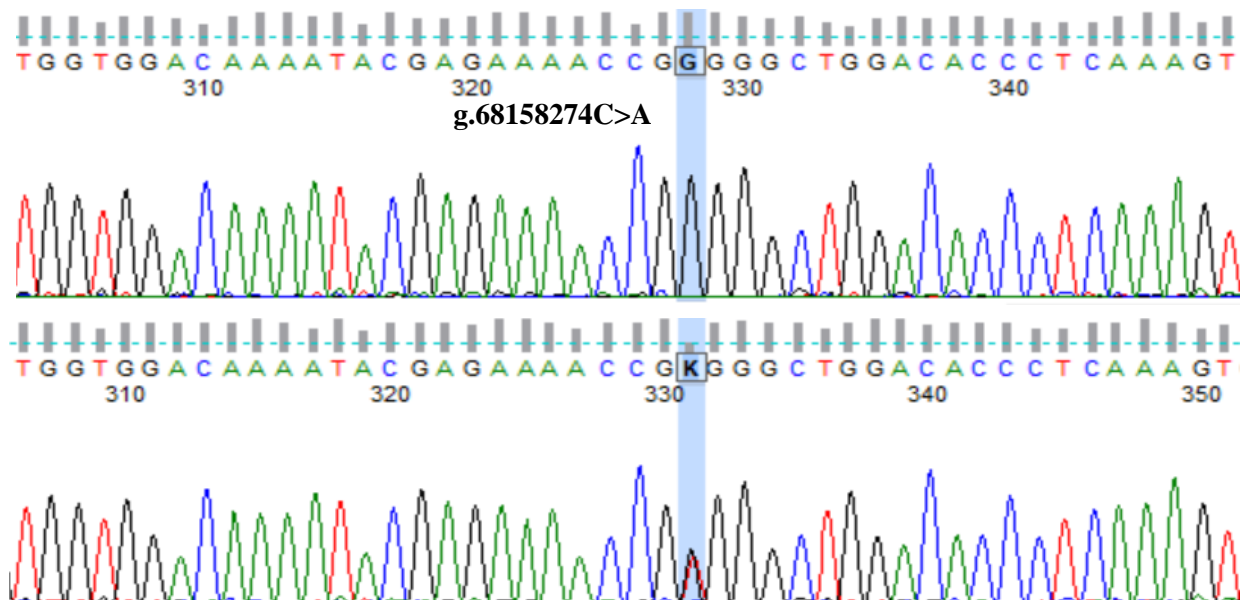 TGGTGGACAAAATACGAGAAAACCGGGGGCTGGACACCCTCAAAGT
310 320 330 340
g.68158274C>A
TGGTGGACAAAATACGAGAAAACCGKGGGCTGGACACCCTCAAAGT
310 320 330 340 350